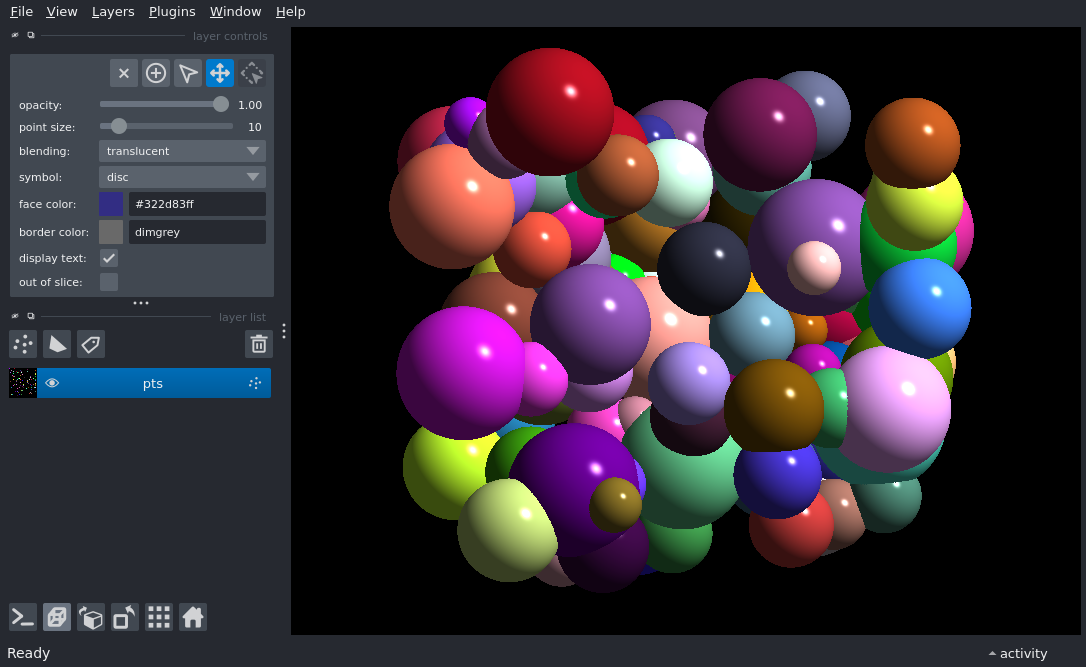 File View Layers Plugins Window Help
layer controls
opacity: 1.00
point size: 10
blending: translucent
symbol: disc
face color: #322d83ff
border color: dimgrey
display text:
out of slice:
layer list
pts
Ready
activity